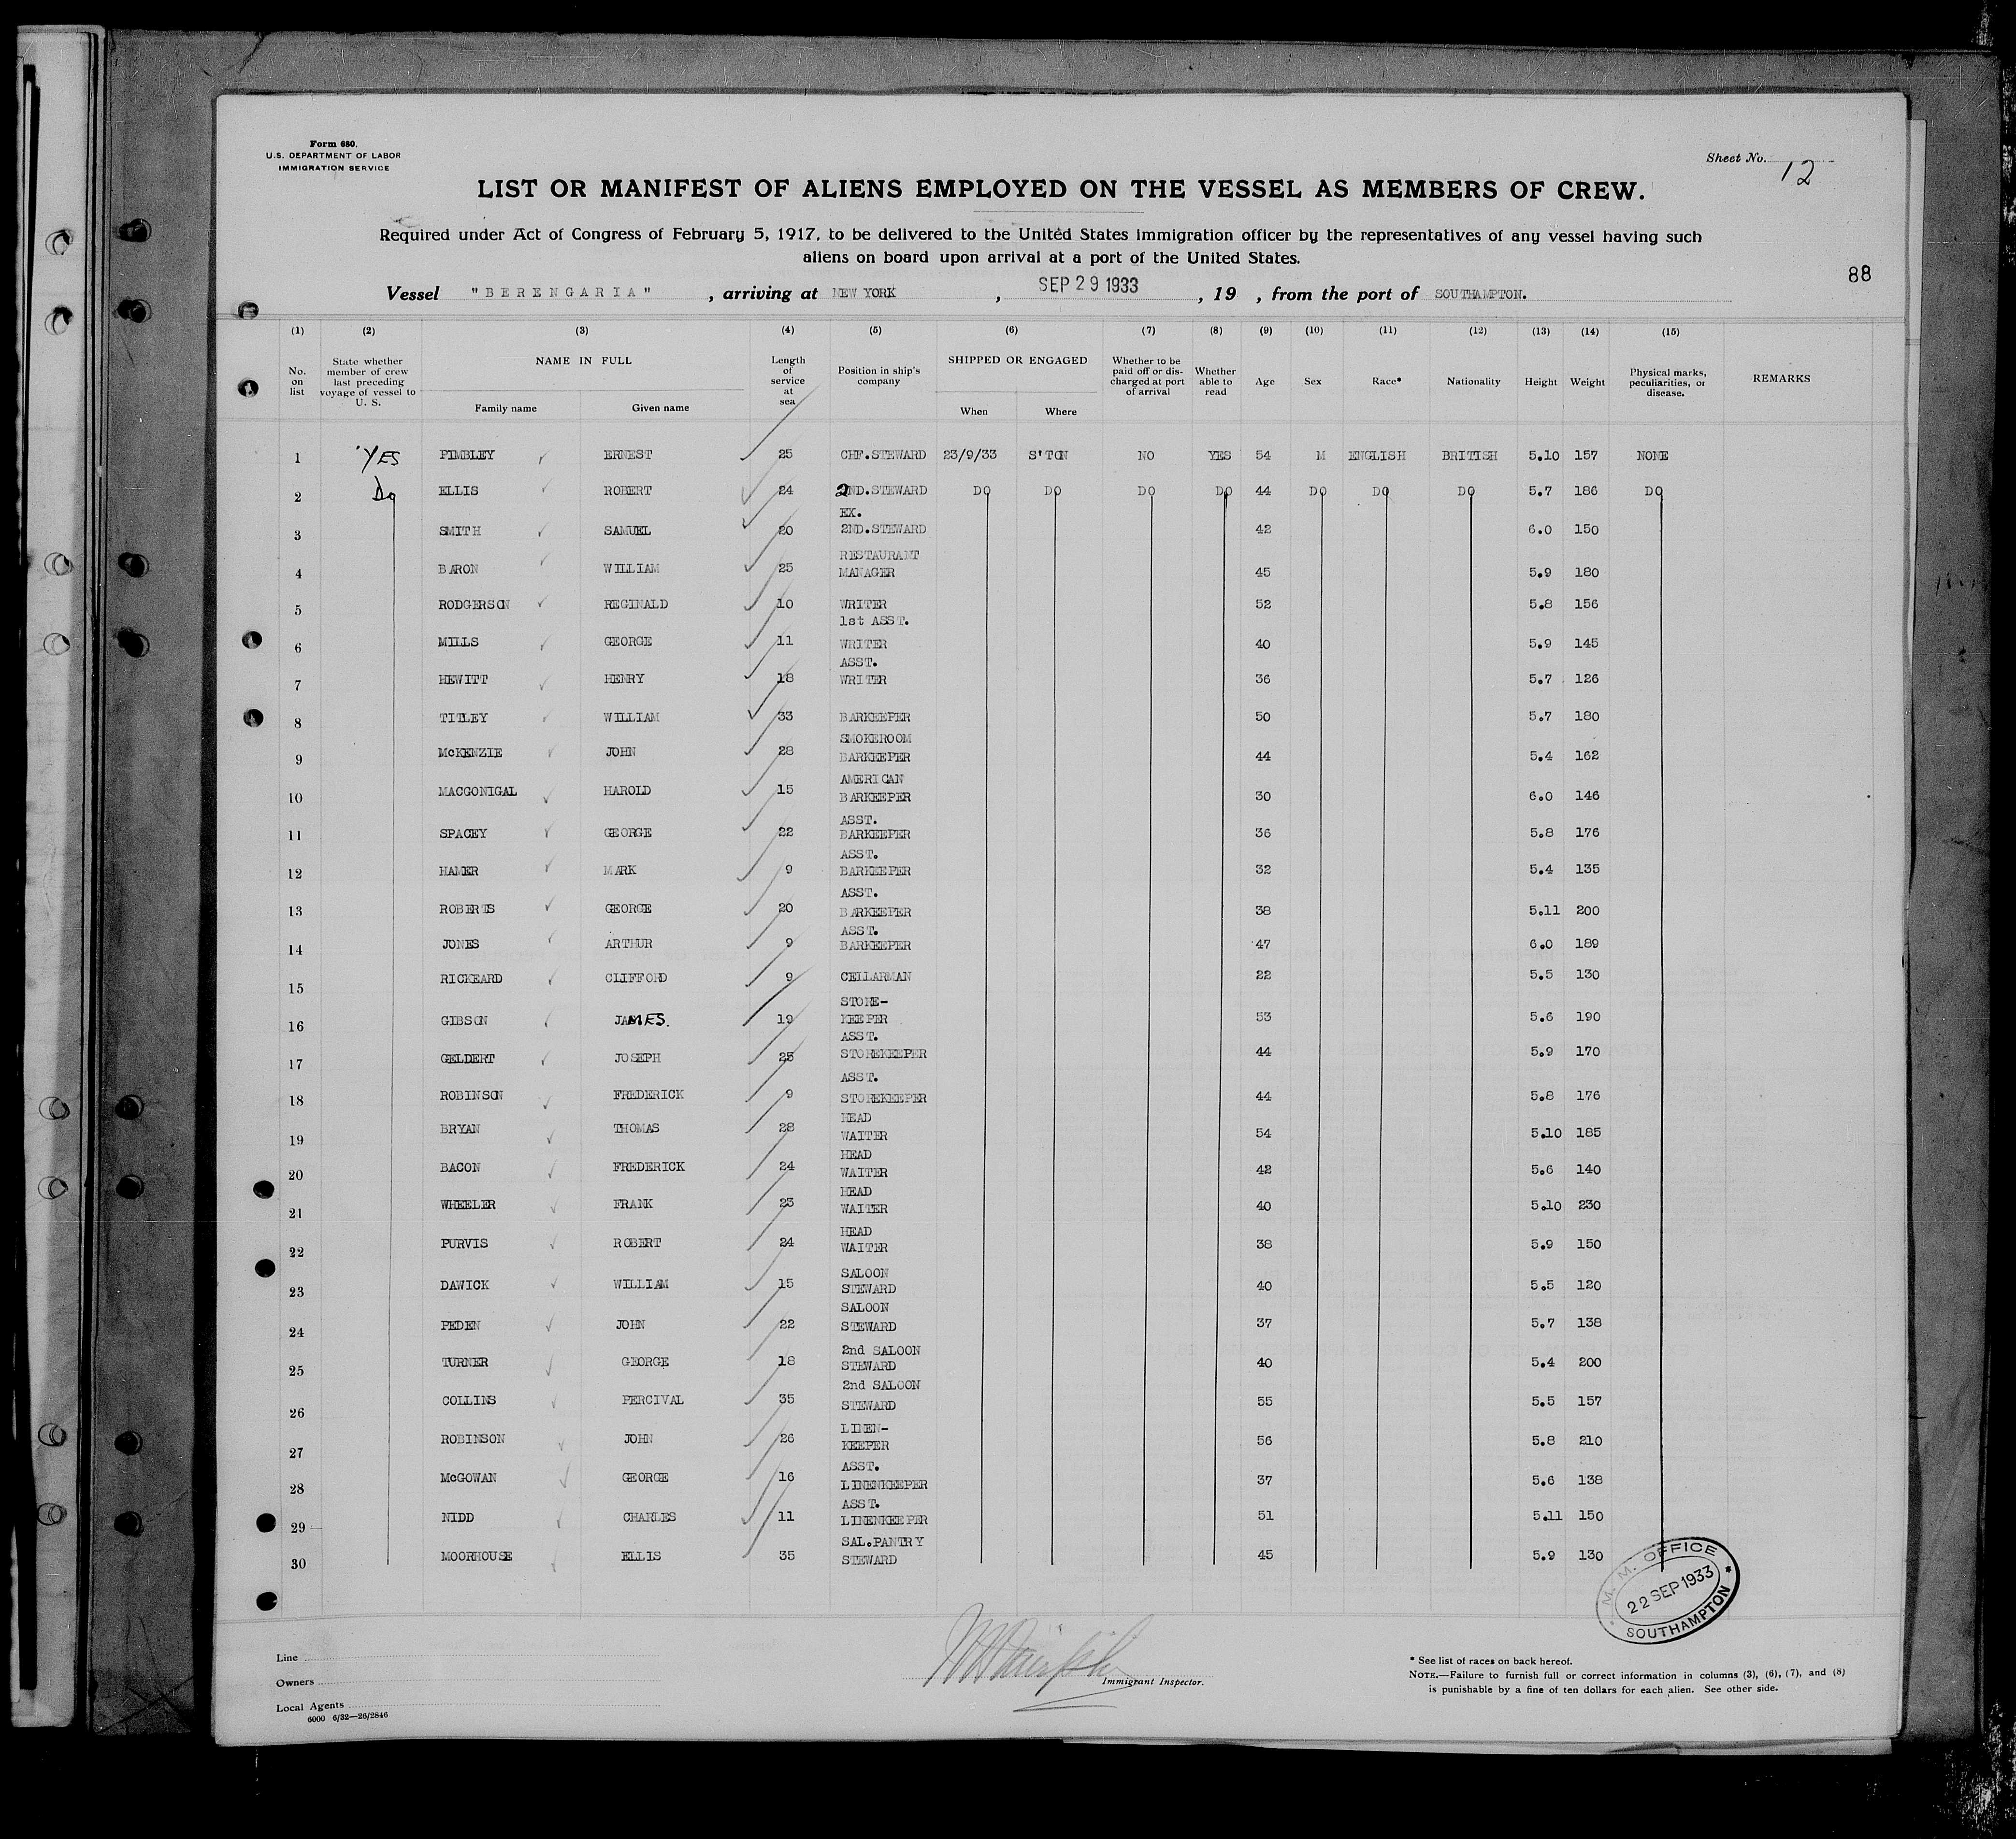 Form 680.
U.S. DEPARTMENT OF LABOR
IMMIGRATION SERVICE
Sheet No. 12
LIST OR MANIFEST OF ALIENS EMPLOYED ON THE VESSEL AS MEMBERS OF CREW.
Required under Act of Congress of February 5, 1917, to be delivered to the United States immigration officer by the representatives of any vessel having such
aliens on board upon arrival at a port of the United States.
88
Vessel "BERENGARIA", arriving at NEW YORK, SEP 29 1933, 19 , from the port of SOUTHAMPTON.
(1) (2) (3) (4) (5) (6) (7) (8) (9) (10) (11) (12) (13) (14) (15)
No. on list State whether member of crew last preceding voyage of vessel to U. S. NAME IN FULL Family name Given name Length of service at sea Position in ship's company SHIPPED OR ENGAGED When Where Whether to be paid off or discharged at port of arrival Whether able to read Age Sex Race* Nationality Height Weight Physical marks, peculiarities, or disease. REMARKS
1 YES PIMBLEY ERNEST 25 CHF.STEWARD 23/9/33 S'TON NO YES 54 M ENGLISH BRITISH 5.10 157 NONE
2 Do ELLIS ROBERT 24 2ND.STEWARD DO DO DO DO 44 DO DO DO 5.7 186 DO
3 SMITH SAMUEL 20 EX. 2ND.STEWARD 42 6.0 150
4 BARON WILLIAM 25 RESTAURANT MANAGER 45 5.9 180
5 RODGERSON REGINALD 10 WRITER 52 5.8 156
6 MILLS GEORGE 11 1st ASST. WRITER 40 5.9 145
7 HEWITT HENRY 18 ASST. WRITER 36 5.7 126
8 TITLEY WILLIAM 33 BARKEEPER 50 5.7 180
9 McKENZIE JOHN 28 SMOKEROOM BARKEEPER 44 5.4 162
10 MACGONIGAL HAROLD 15 AMERICAN BARKEEPER 30 6.0 146
11 SPACEY GEORGE 22 ASST. BARKEEPER 36 5.8 176
12 HAMER MARK 9 ASST. BARKEEPER 32 5.4 135
13 ROBERTS GEORGE 20 ASST. BARKEEPER 38 5.11 200
14 JONES ARTHUR 9 ASST. BARKEEPER 47 6.0 189
15 RICKEARD CLIFFORD 9 CELLARMAN 22 5.5 130
16 GIBSON JAMES. 19 STORE-KEEPER 53 5.6 190
17 GELDERT JOSEPH 25 ASST. STOREKEEPER 44 5.9 170
18 ROBINSON FREDERICK 9 ASST. STOREKEEPER 44 5.8 176
19 BRYAN THOMAS 28 HEAD WAITER 54 5.10 185
20 BACON FREDERICK 24 HEAD WAITER 42 5.6 140
21 WHEELER FRANK 23 HEAD WAITER 40 5.10 230
22 PURVIS ROBERT 24 HEAD WAITER 38 5.9 150
23 DAWICK WILLIAM 15 SALOON STEWARD 40 5.5 120
24 PEDEN JOHN 22 SALOON STEWARD 37 5.7 138
25 TURNER GEORGE 18 2nd SALOON STEWARD 40 5.4 200
26 COLLINS PERCIVAL 35 2nd SALOON STEWARD 55 5.5 157
27 ROBINSON JOHN 26 LINEN-KEEPER 56 5.8 210
28 McGOWAN GEORGE 16 ASST. LINENKEEPER 37 5.6 138
29 NIDD CHARLES 11 ASST. LINENKEEPER 51 5.11 150
30 MOORHOUSE ELLIS 35 SAL.PANTRY STEWARD 45 5.9 130
M. M. OFFICE
22 SEP 1933
SOUTHAMPTON
Line
Owners
Local Agents
6000 6/32—26/2846
Immigrant Inspector.
* See list of races on back hereof.
NOTE.—Failure to furnish full or correct information in columns (3), (6), (7), and (8)
is punishable by a fine of ten dollars for each alien. See other side.